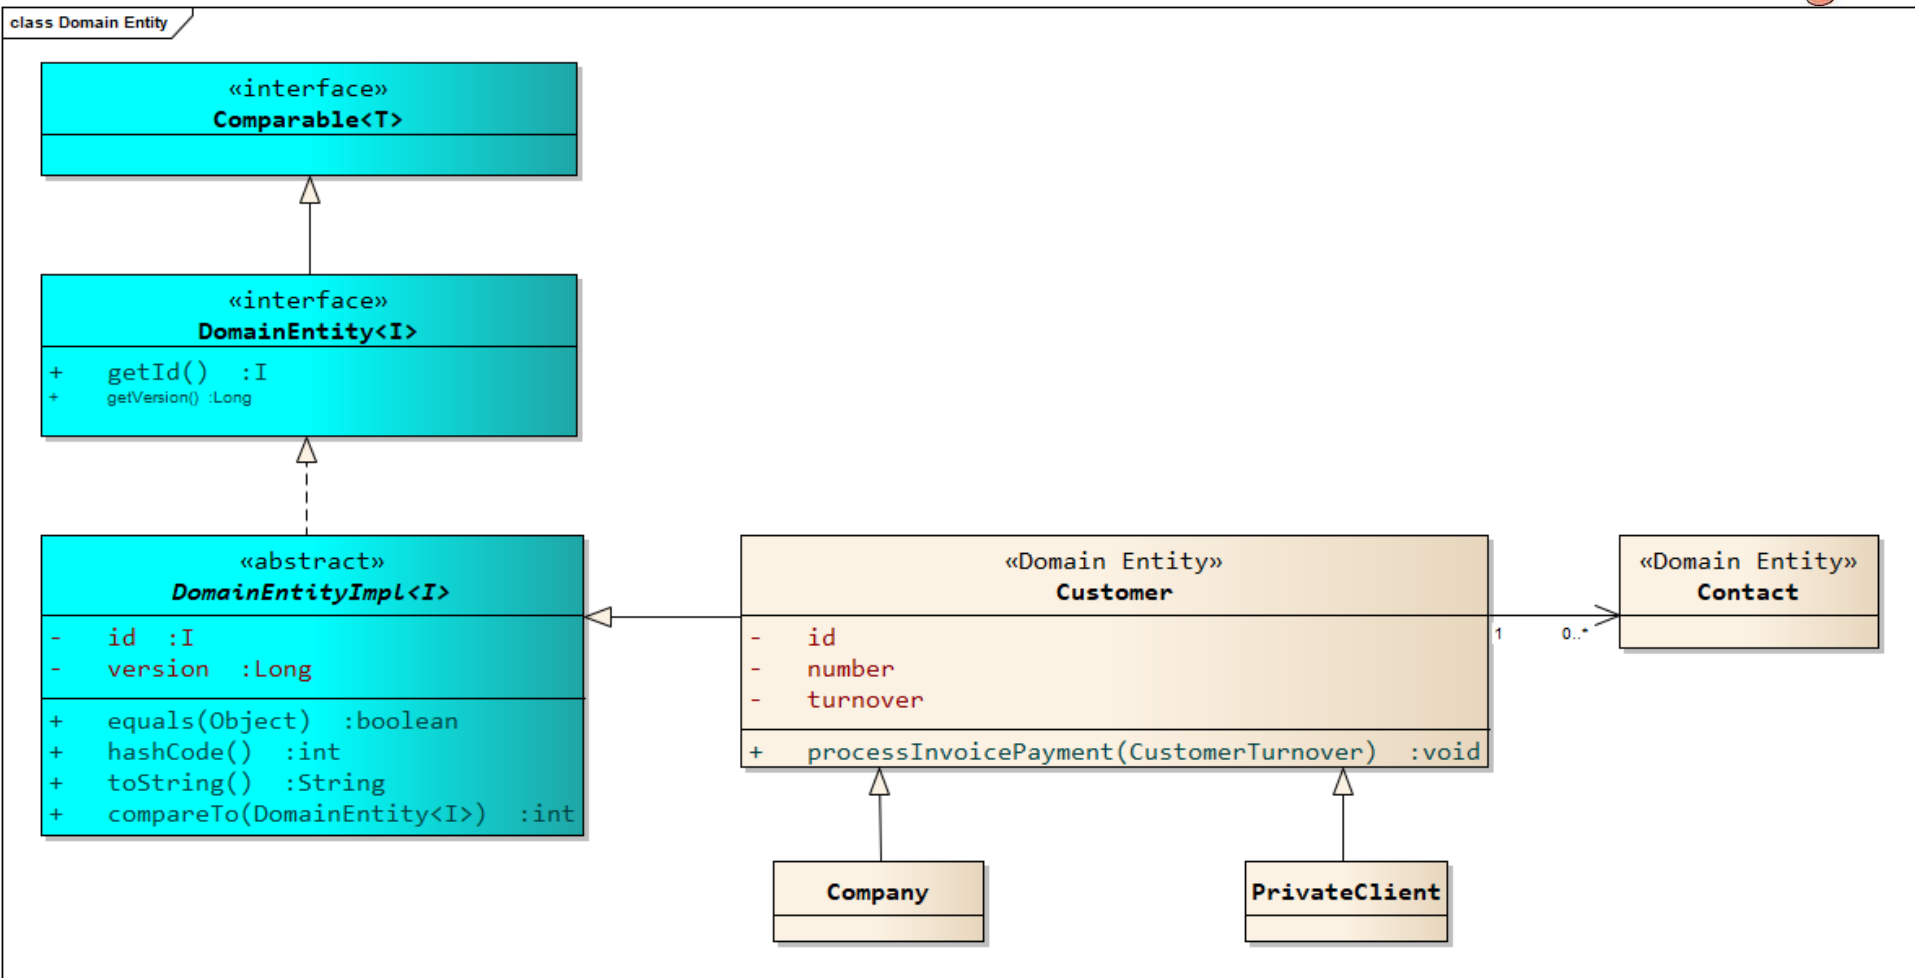 class Domain Entity
«interface»
Comparable<T>
«interface»
DomainEntity<I>
+ getId() :I
+ getVersion() :Long
«abstract»
DomainEntityImpl<I>
- id :I
- version :Long
+ equals(Object) :boolean
+ hashCode() :int
+ toString() :String
+ compareTo(DomainEntity<I>) :int
«Domain Entity»
Customer
- id
- number
- turnover
+ processInvoicePayment(CustomerTurnover) :void
1 0..*
«Domain Entity»
Contact
Company
PrivateClient